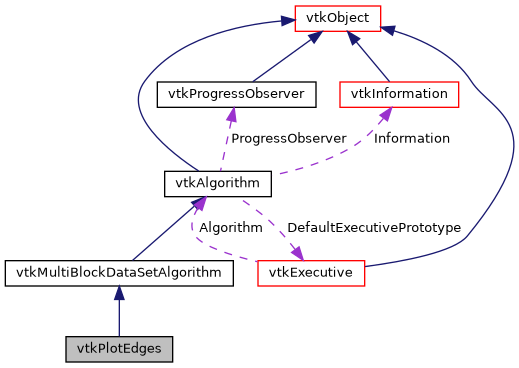 vtkObject
vtkProgressObserver
vtkInformation
ProgressObserver
Information
vtkAlgorithm
Algorithm
DefaultExecutivePrototype
vtkMultiBlockDataSetAlgorithm
vtkExecutive
vtkPlotEdges